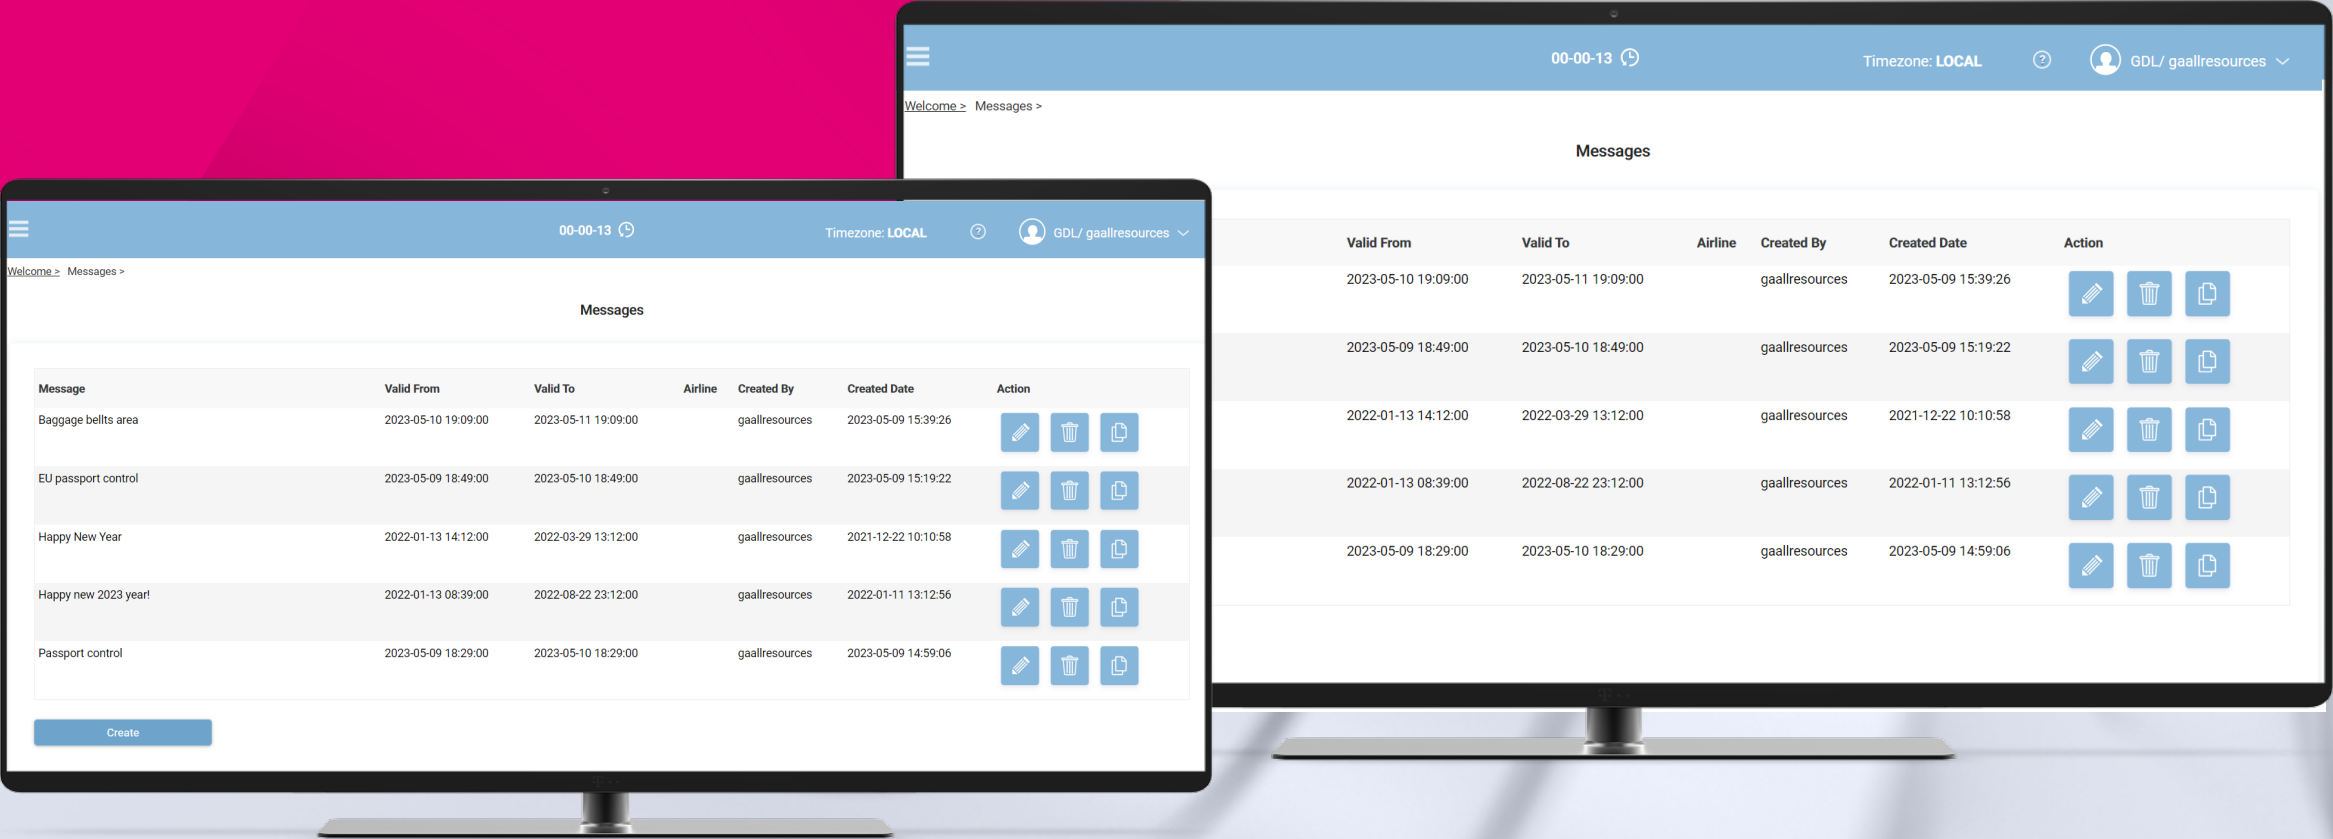 00-00-13
Timezone: LOCAL
?
GDL/ gaallresources
Welcome > Messages >
Messages
Valid From Valid To Airline Created By Created Date Action
2023-05-10 19:09:00 2023-05-11 19:09:00 gaallresources 2023-05-09 15:39:26
2023-05-09 18:49:00 2023-05-10 18:49:00 gaallresources 2023-05-09 15:19:22
2022-01-13 14:12:00 2022-03-29 13:12:00 gaallresources 2021-12-22 10:10:58
2022-01-13 08:39:00 2022-08-22 23:12:00 gaallresources 2022-01-11 13:12:56
2023-05-09 18:29:00 2023-05-10 18:29:00 gaallresources 2023-05-09 14:59:06
00-00-13
Timezone: LOCAL
?
GDL/ gaallresources
Welcome > Messages >
Messages
Message Valid From Valid To Airline Created By Created Date Action
Baggage bellts area 2023-05-10 19:09:00 2023-05-11 19:09:00 gaallresources 2023-05-09 15:39:26
EU passport control 2023-05-09 18:49:00 2023-05-10 18:49:00 gaallresources 2023-05-09 15:19:22
Happy New Year 2022-01-13 14:12:00 2022-03-29 13:12:00 gaallresources 2021-12-22 10:10:58
Happy new 2023 year! 2022-01-13 08:39:00 2022-08-22 23:12:00 gaallresources 2022-01-11 13:12:56
Passport control 2023-05-09 18:29:00 2023-05-10 18:29:00 gaallresources 2023-05-09 14:59:06
Create